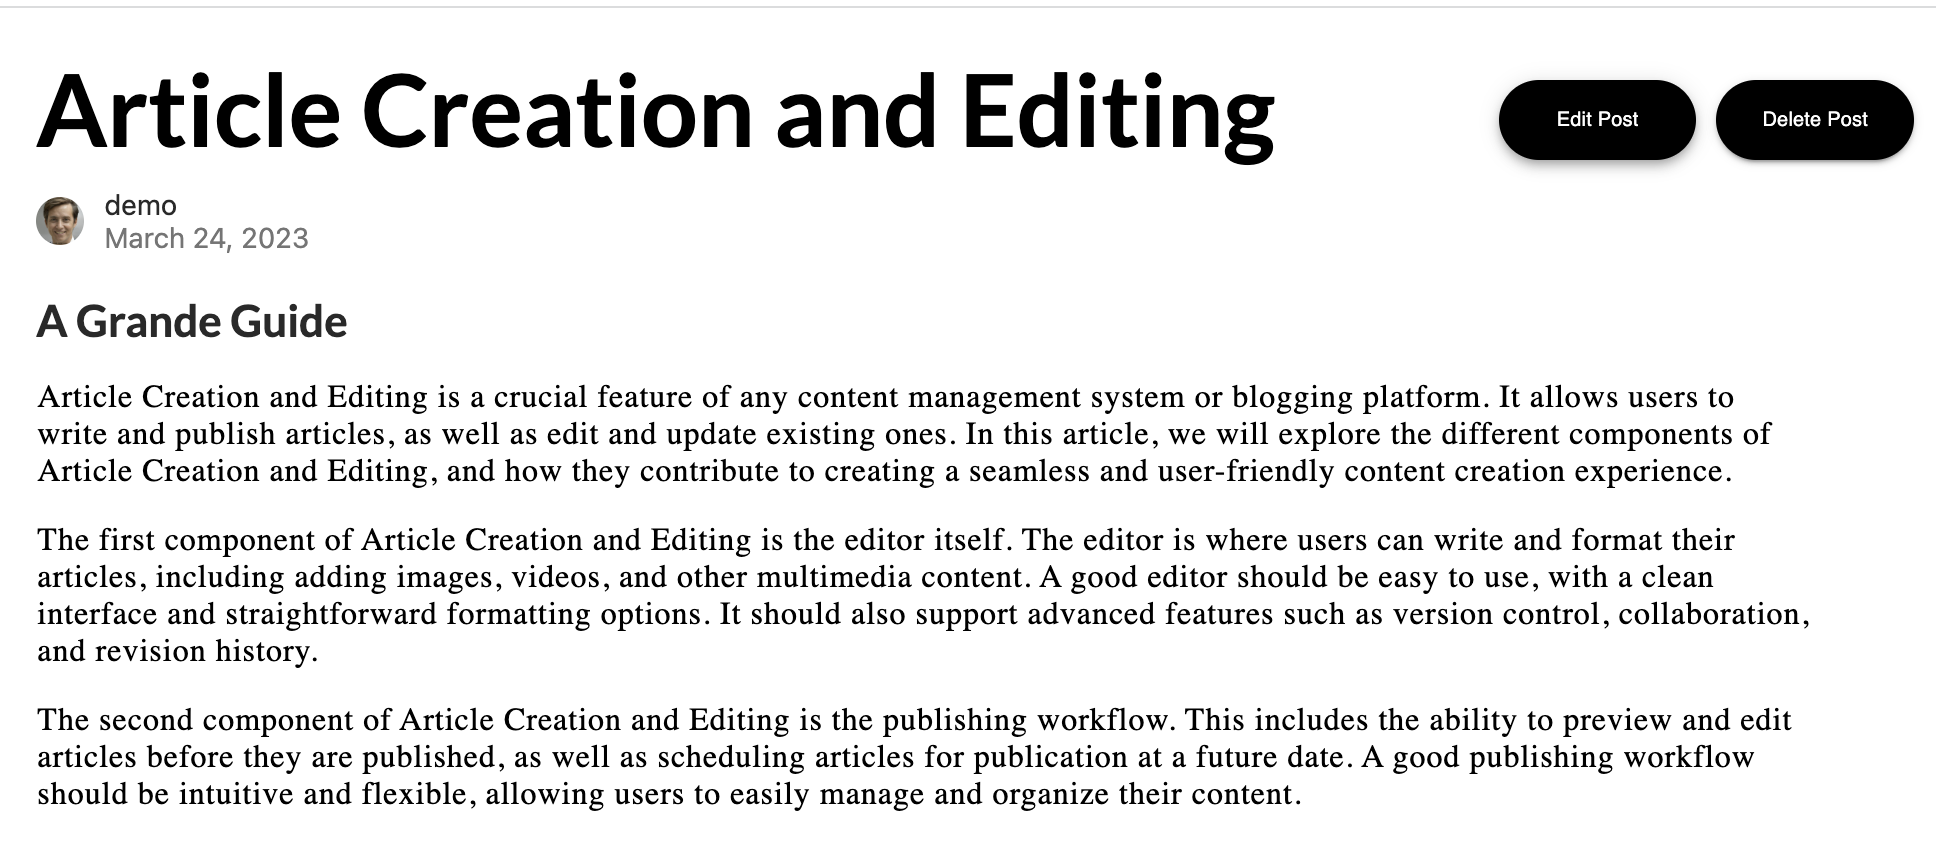 Article Creation and Editing
Edit Post
Delete Post
demo
March 24, 2023
A Grande Guide
Article Creation and Editing is a crucial feature of any content management system or blogging platform. It allows users to
write and publish articles, as well as edit and update existing ones. In this article, we will explore the different components of
Article Creation and Editing, and how they contribute to creating a seamless and user-friendly content creation experience.
The first component of Article Creation and Editing is the editor itself. The editor is where users can write and format their
articles, including adding images, videos, and other multimedia content. A good editor should be easy to use, with a clean
interface and straightforward formatting options. It should also support advanced features such as version control, collaboration,
and revision history.
The second component of Article Creation and Editing is the publishing workflow. This includes the ability to preview and edit
articles before they are published, as well as scheduling articles for publication at a future date. A good publishing workflow
should be intuitive and flexible, allowing users to easily manage and organize their content.